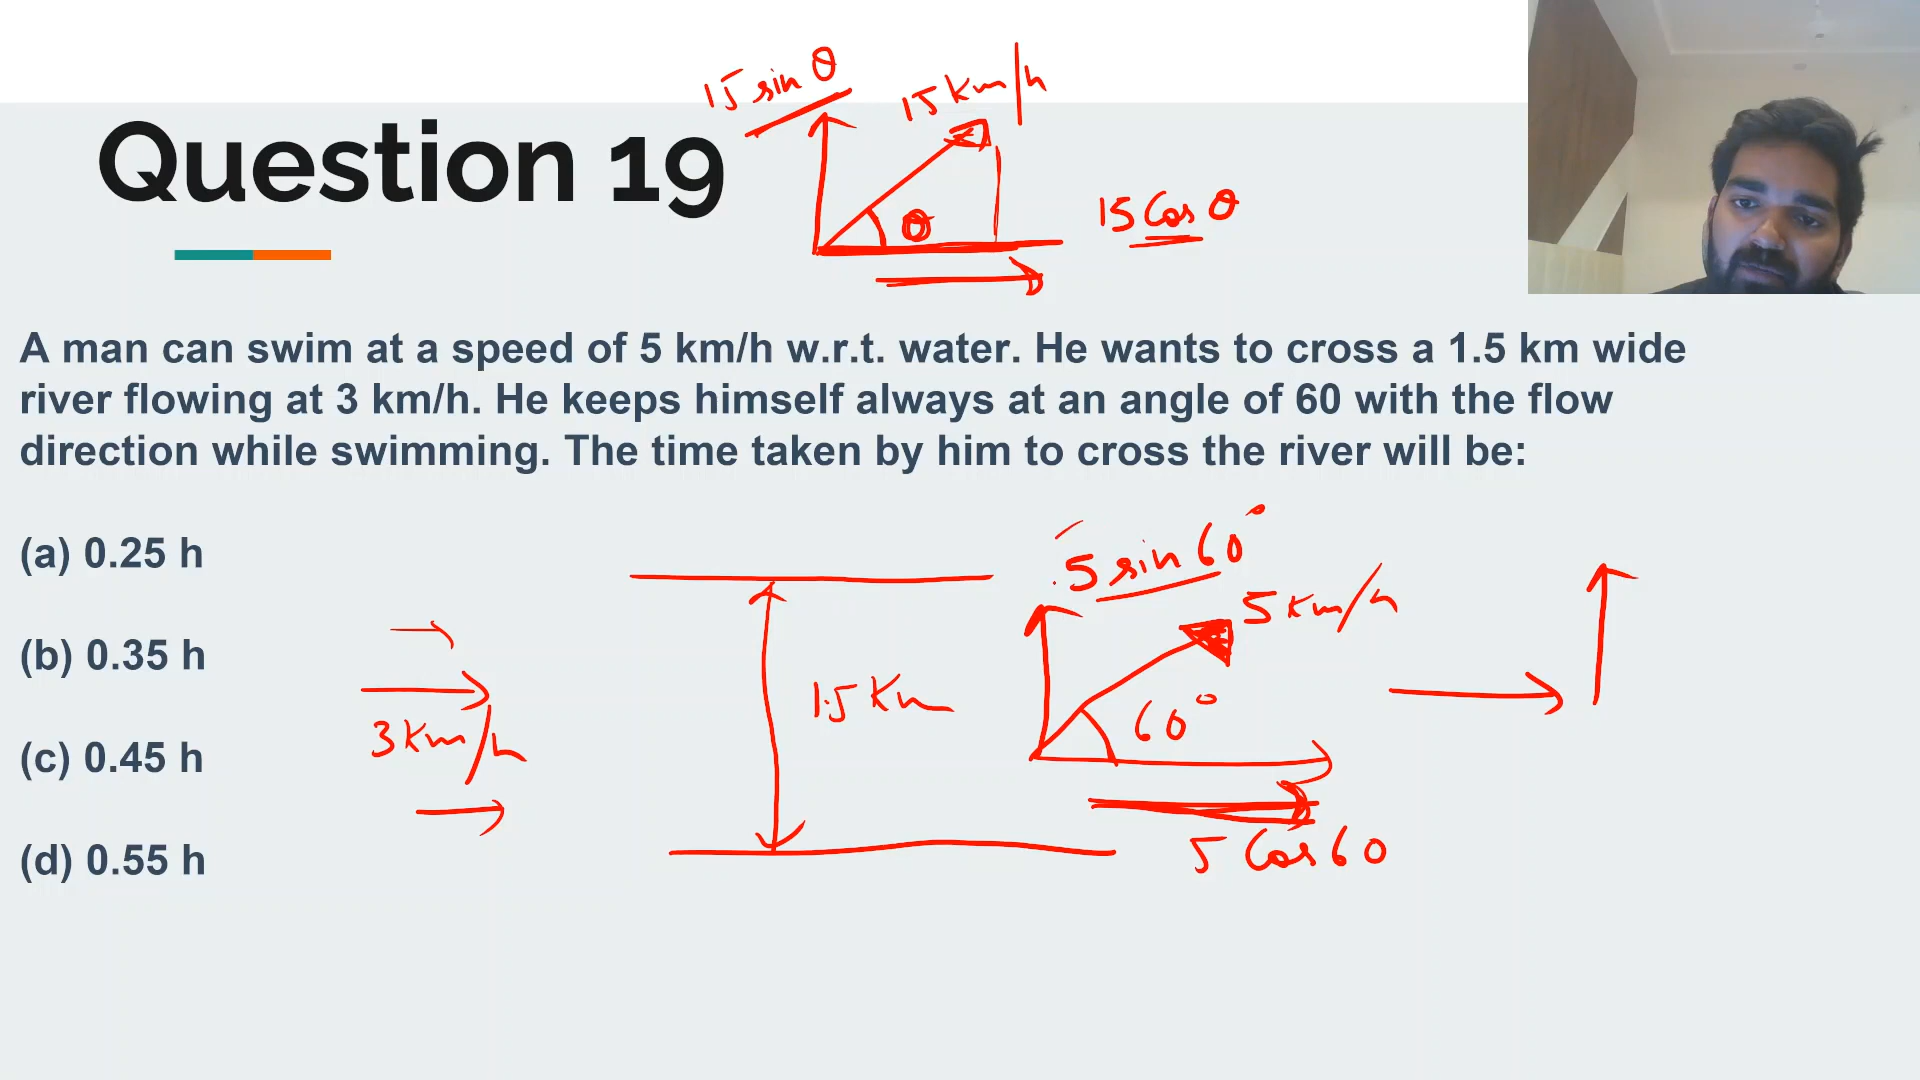 15 sin θ
15 Km/h
Question 19
θ
15 Cos θ
A man can swim at a speed of 5 km/h w.r.t. water. He wants to cross a 1.5 km wide
river flowing at 3 km/h. He keeps himself always at an angle of 60 with the flow
direction while swimming. The time taken by him to cross the river will be:
(a) 0.25 h
5 sin 60°
5 Km/h
(b) 0.35 h
1.5 Km
60°
3 Km/h
(c) 0.45 h
(d) 0.55 h
5 Cos 60